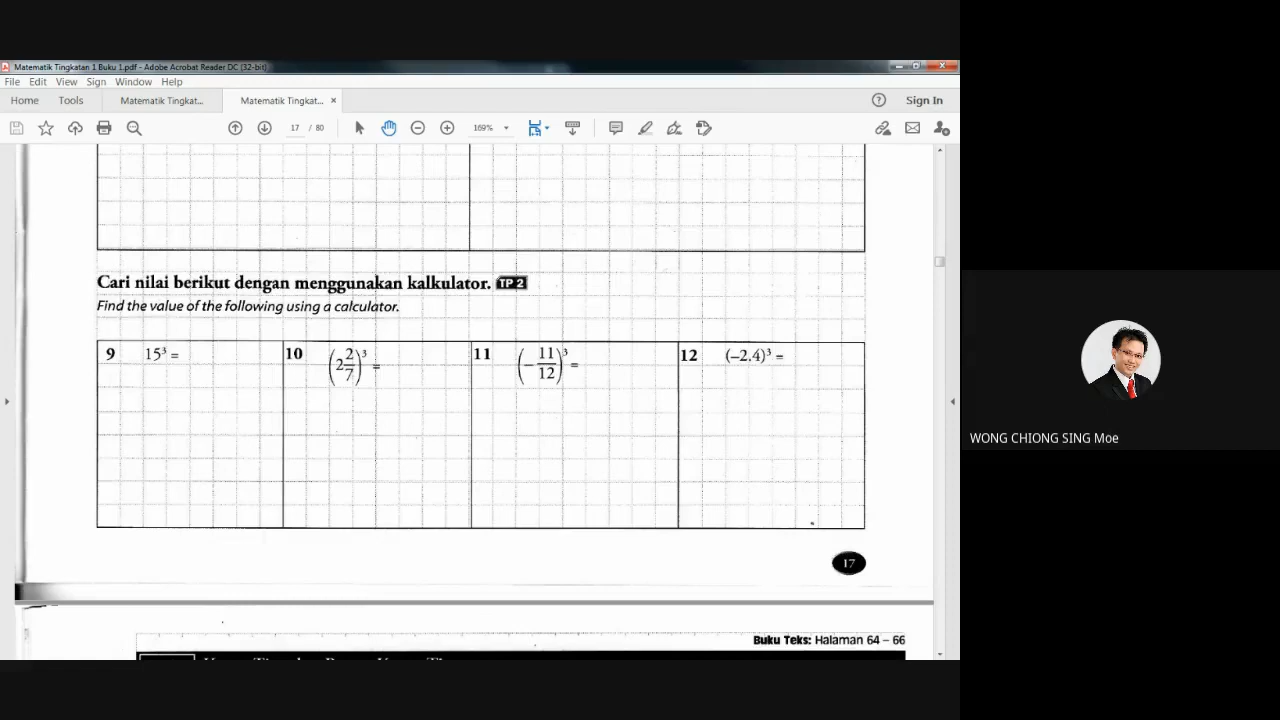 Matematik Tingkatan 1 Buku 1.pdf - Adobe Acrobat Reader DC (32-bit)
File Edit View Sign Window Help
Home Tools Matematik Tingkat... Matematik Tingkat... × Sign In
17 / 80 169%
Cari nilai berikut dengan menggunakan kalkulator. TP 2
Find the value of the following using a calculator.
9 15³ =
10 (2 2/7)³ =
11 (− 11/12)³ =
12 (−2.4)³ =
17
Buku Teks: Halaman 64 – 66
WONG CHIONG SING Moe